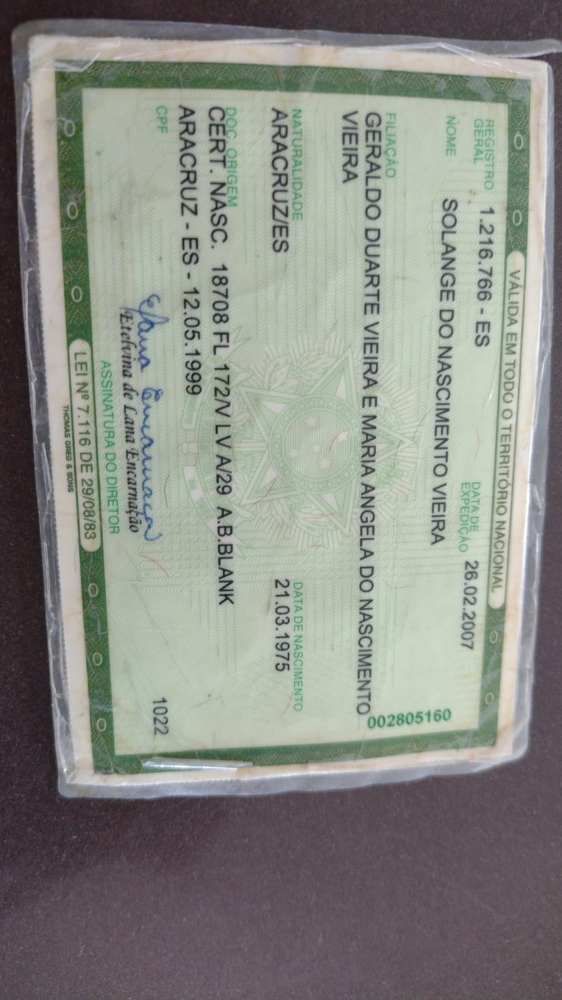 VÁLIDA EM TODO O TERRITÓRIO NACIONAL
REGISTRO GERAL 1.216.766 - ES DATA DE EXPEDIÇÃO 26.02.2007
NOME SOLANGE DO NASCIMENTO VIEIRA
002805160
FILIAÇÃO
GERALDO DUARTE VIEIRA E MARIA ANGELA DO NASCIMENTO
VIEIRA
NATURALIDADE DATA DE NASCIMENTO
ARACRUZ/ES 21.03.1975
DOC. ORIGEM
CERT. NASC. 18708 FL 172/V LV A/29 A.B.BLANK
ARACRUZ - ES - 12.05.1999
CPF
1022
Etelvina de Lana Encarnação
ASSINATURA DO DIRETOR
LEI Nº 7.116 DE 29/08/83
THOMAS GREG & SONS